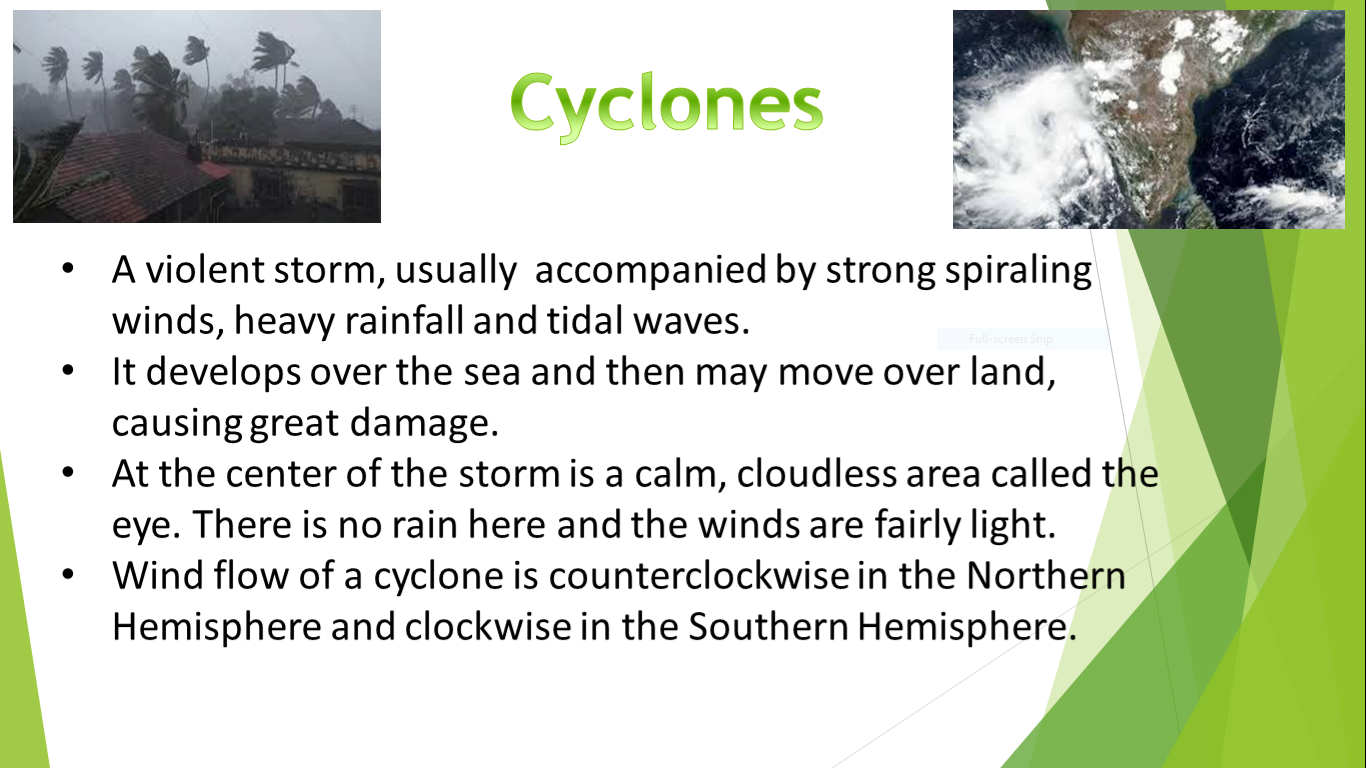 Cyclones
• A violent storm, usually accompanied by strong spiraling
winds, heavy rainfall and tidal waves.
Full-screen Snip
• It develops over the sea and then may move over land,
causing great damage.
• At the center of the storm is a calm, cloudless area called the
eye. There is no rain here and the winds are fairly light.
• Wind flow of a cyclone is counterclockwise in the Northern
Hemisphere and clockwise in the Southern Hemisphere.